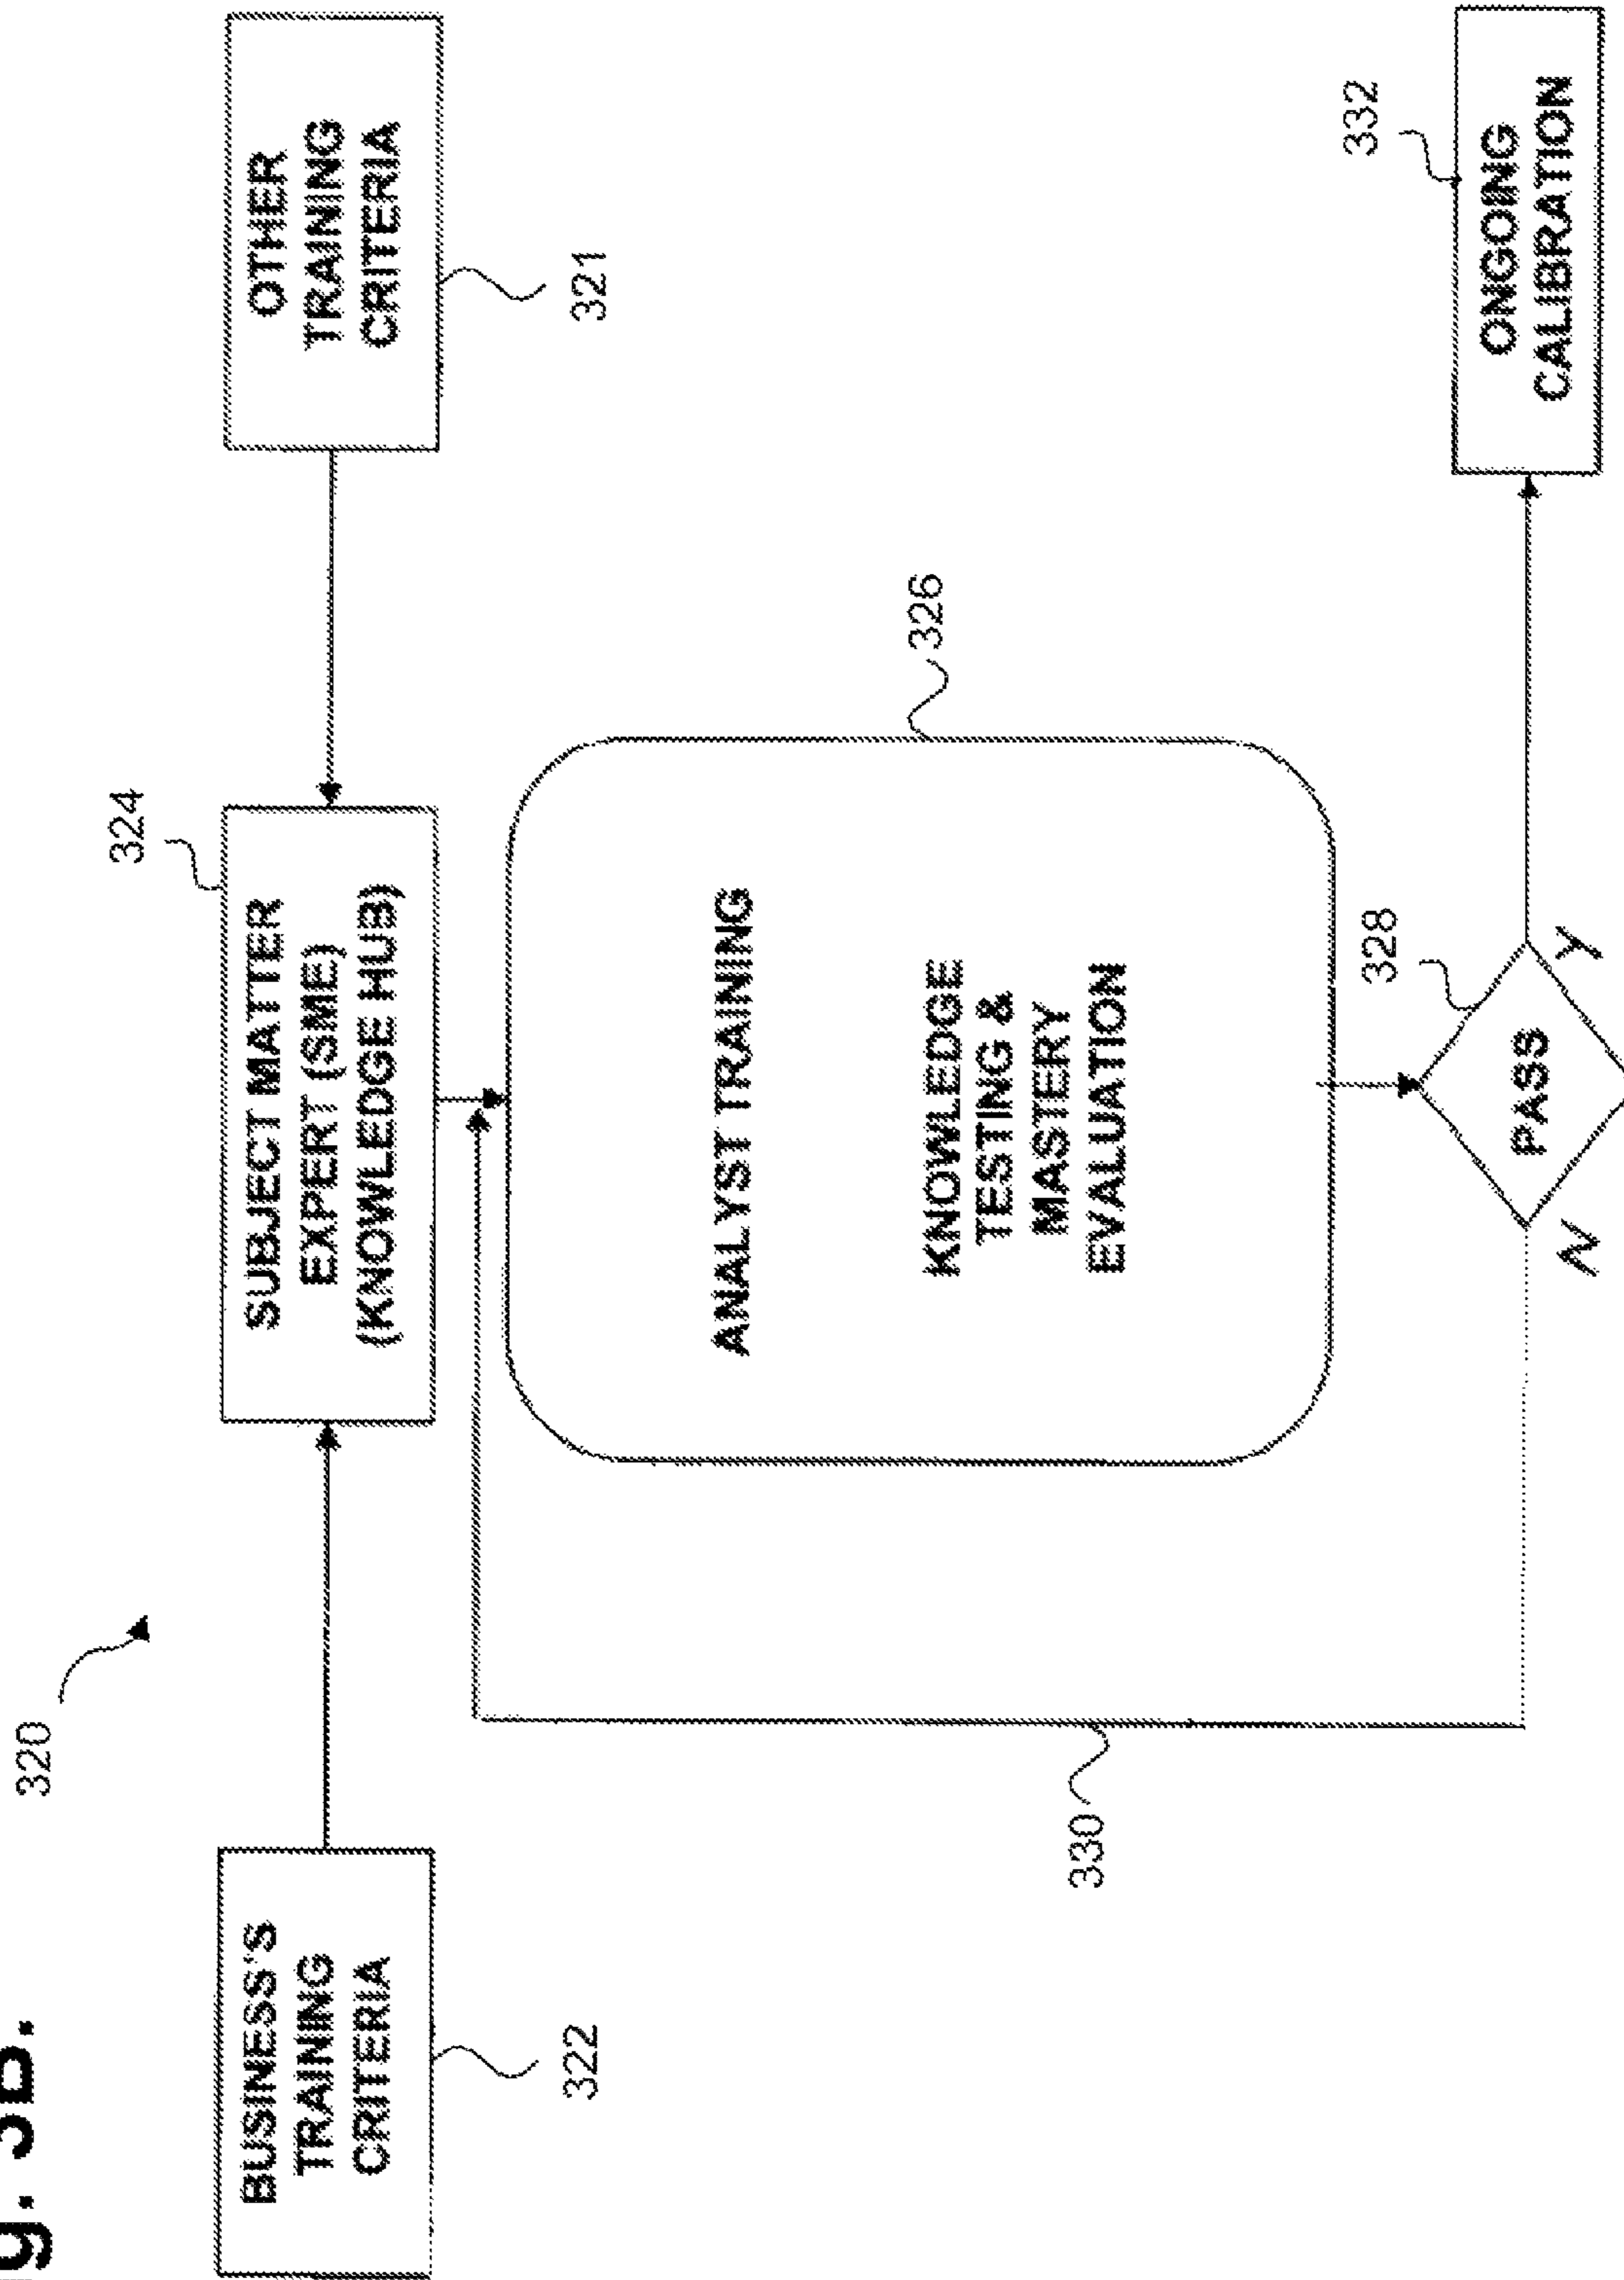 g. 3B.
320
BUSINESS'S
TRAINING
CRITERIA
322
324
SUBJECT MATTER
EXPERT (SME)
(KNOWLEDGE HUB)
OTHER
TRAINING
CRITERIA
321
ANALYST TRAINING
KNOWLEDGE
TESTING &
MASTERY
EVALUATION
326
330
328
PASS
N
Y
332
ONGOING
CALIBRATION